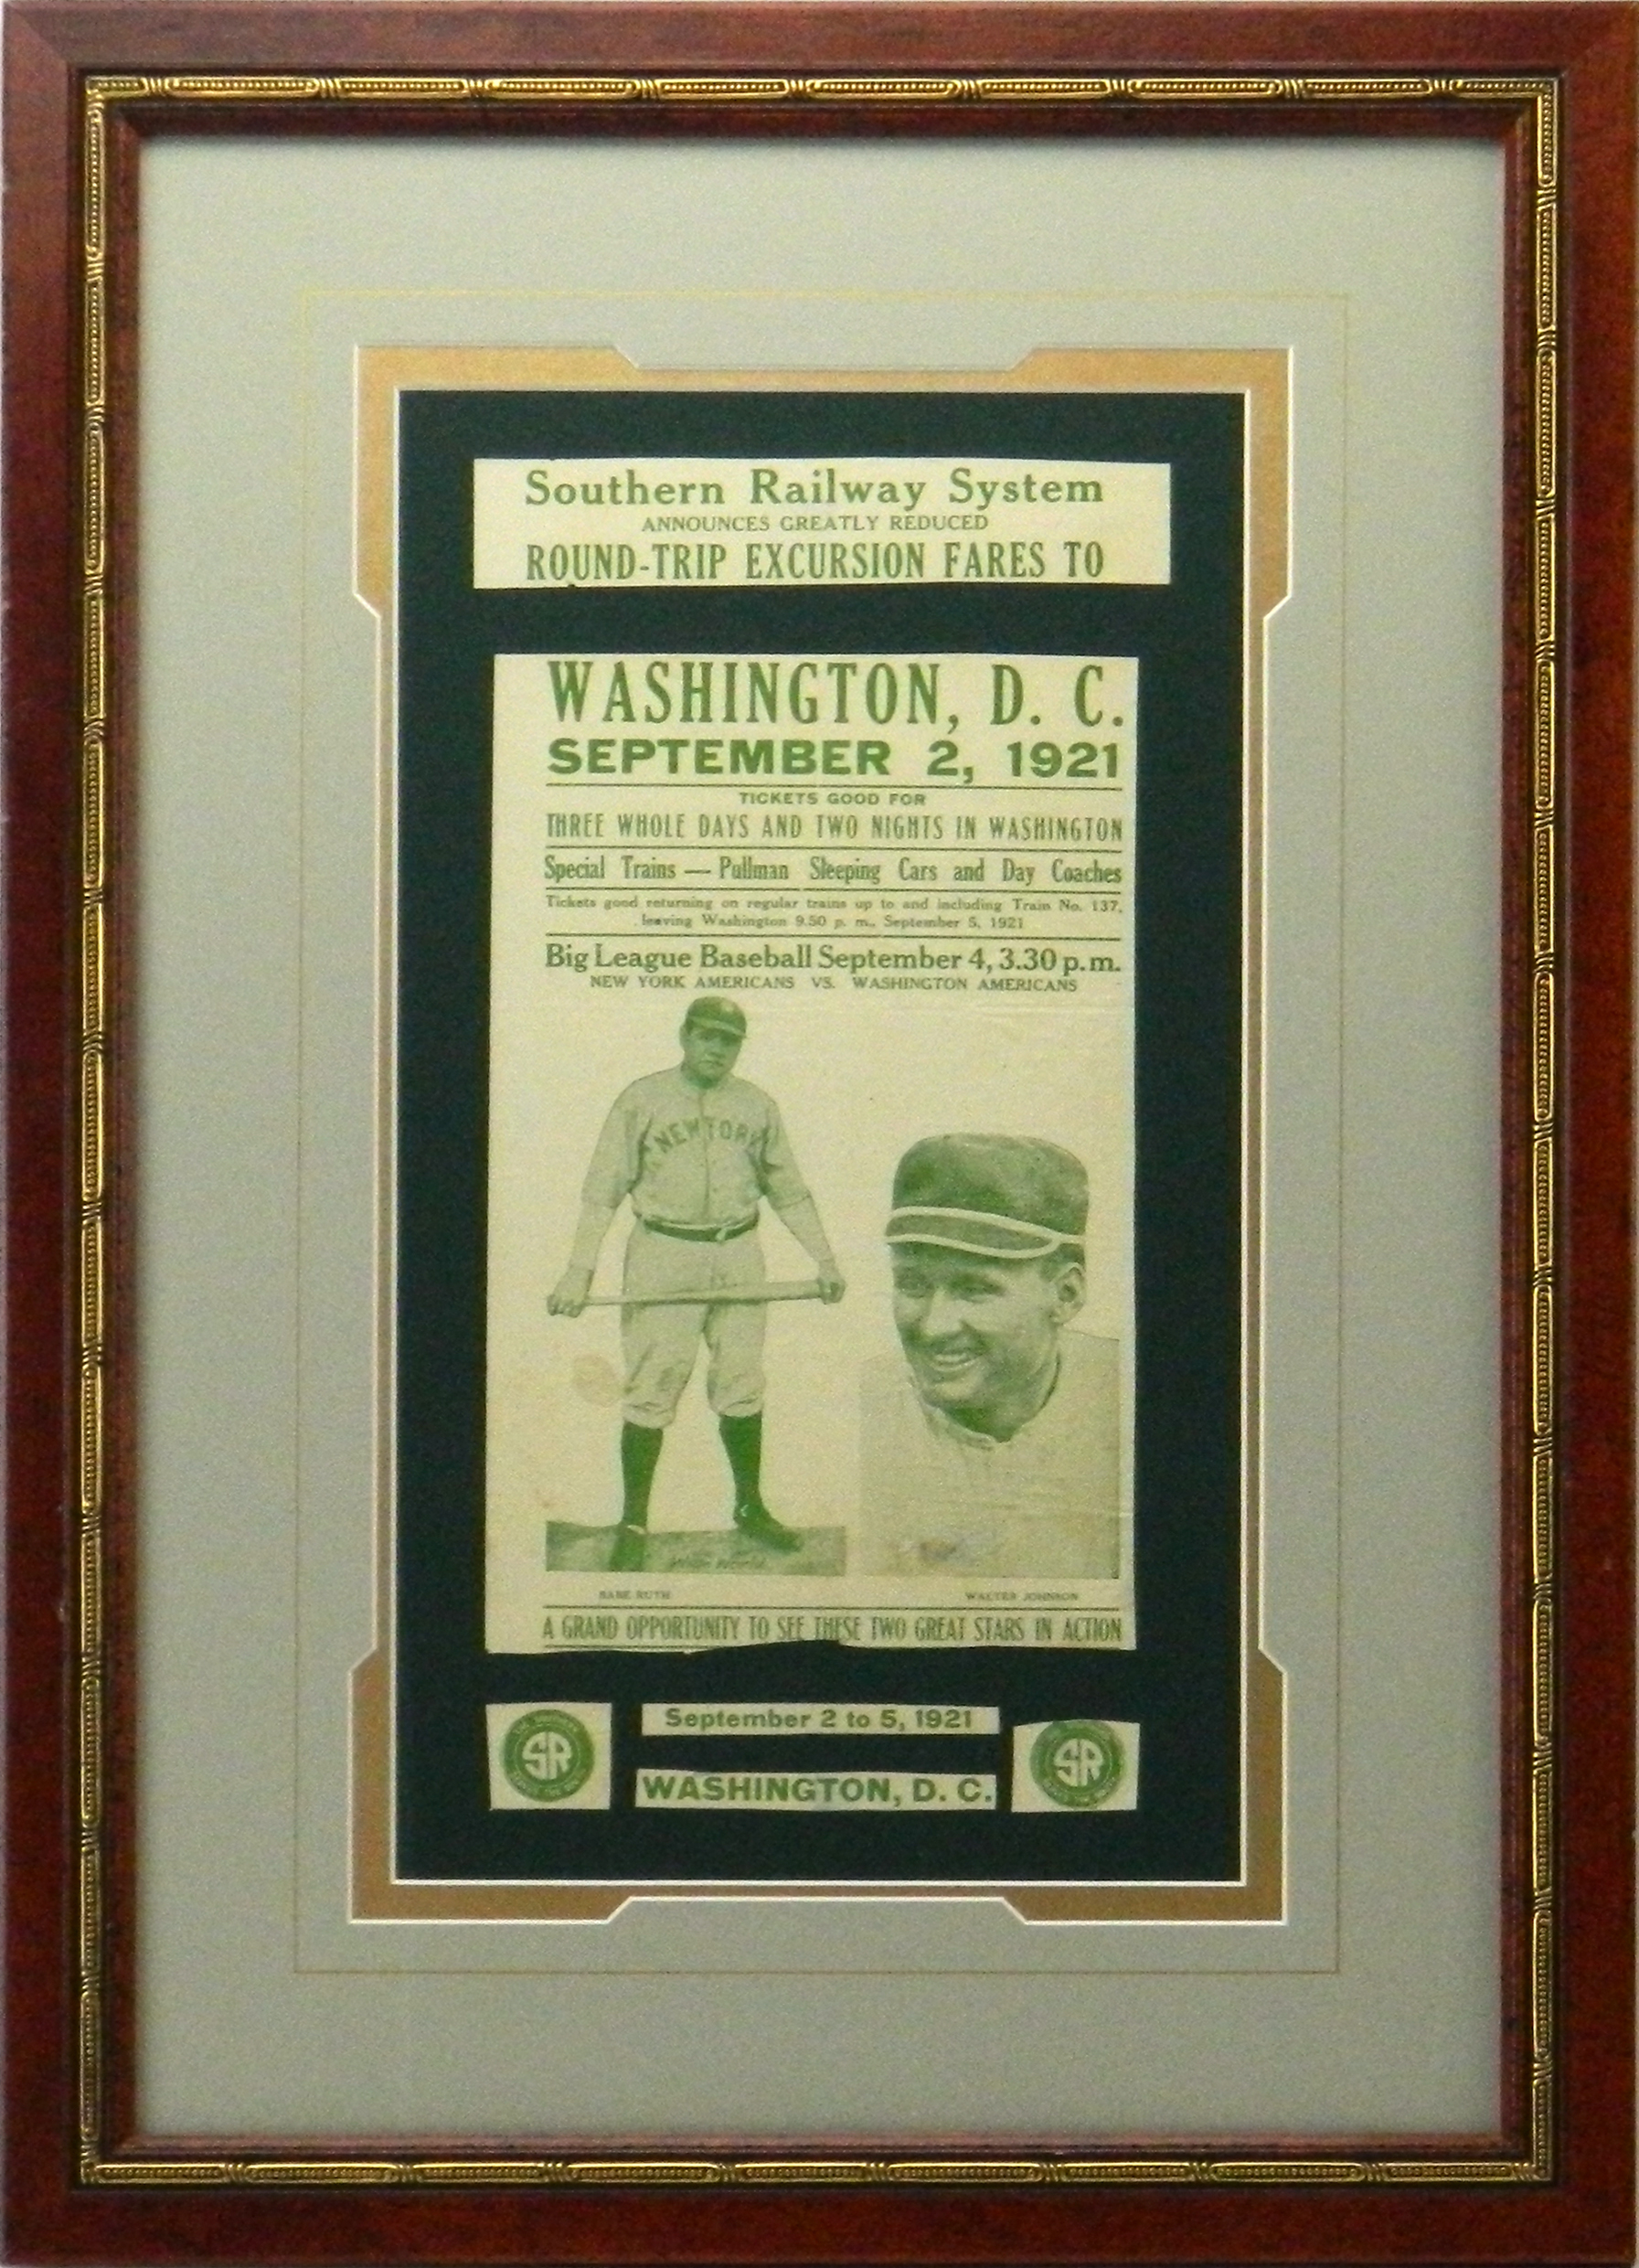 Southern Railway System
ANNOUNCES GREATLY REDUCED
ROUND-TRIP EXCURSION FARES TO
WASHINGTON, D. C.
SEPTEMBER 2, 1921
TICKETS GOOD FOR
THREE WHOLE DAYS AND TWO NIGHTS IN WASHINGTON
Special Trains — Pullman Sleeping Cars and Day Coaches
Tickets good returning on regular trains up to and including Train No. 137,
leaving Washington 9.50 p. m., September 5, 1921
Big League Baseball September 4, 3.30 p.m.
NEW YORK AMERICANS VS. WASHINGTON AMERICANS
NEW YORK
BABE RUTH
WALTER JOHNSON
A GRAND OPPORTUNITY TO SEE THESE TWO GREAT STARS IN ACTION
SR
September 2 to 5, 1921
SR
WASHINGTON, D. C.